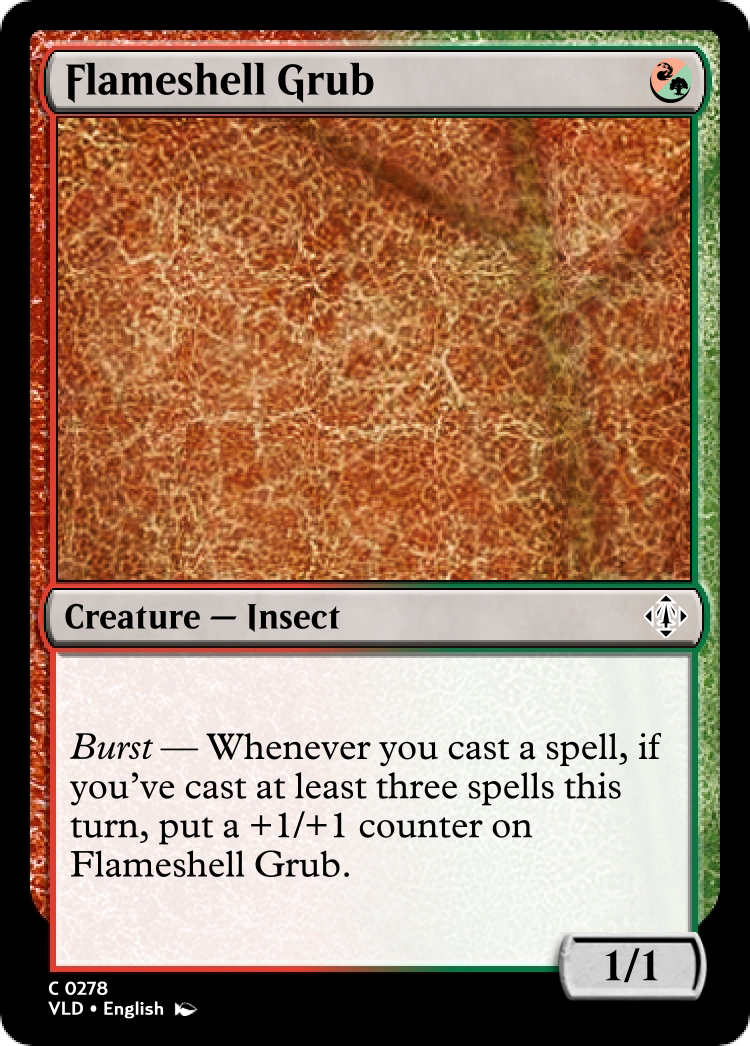 Flameshell Grub
Creature — Insect
Burst — Whenever you cast a spell, if
you've cast at least three spells this
turn, put a +1/+1 counter on
Flameshell Grub.
1/1
C 0278
VLD • English